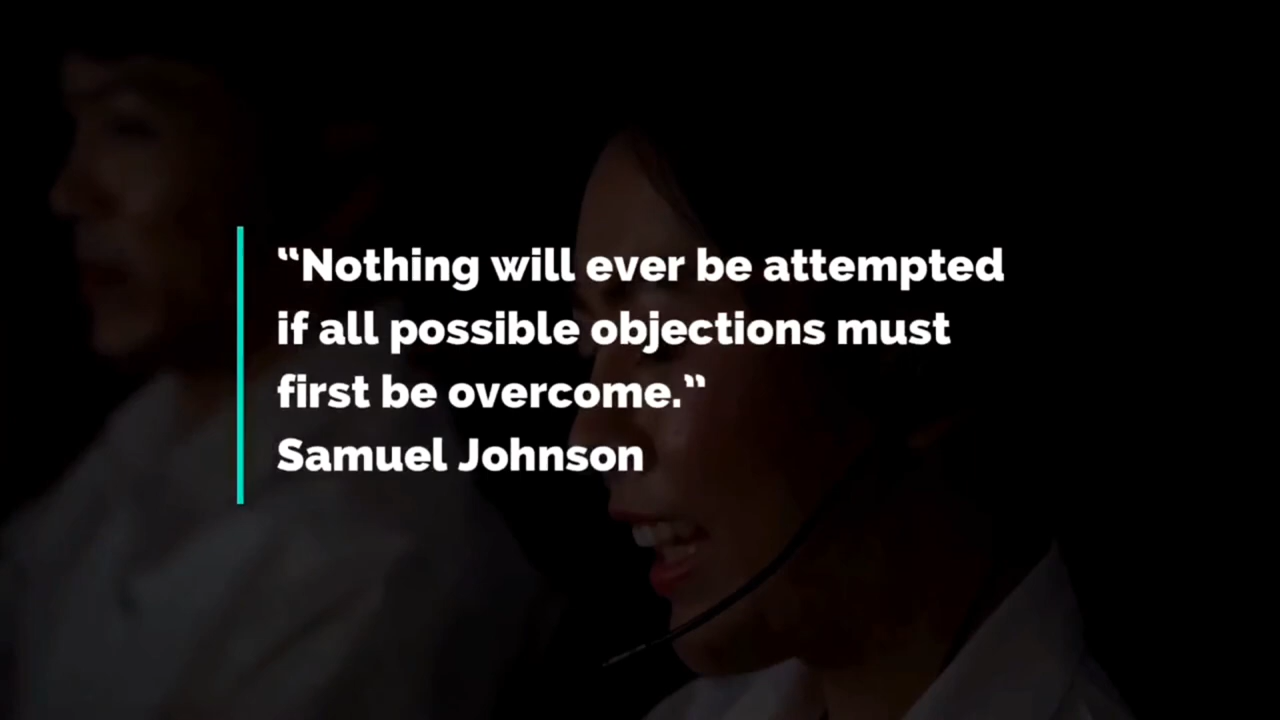 “Nothing will ever be attempted
if all possible objections must
first be overcome.”
Samuel Johnson